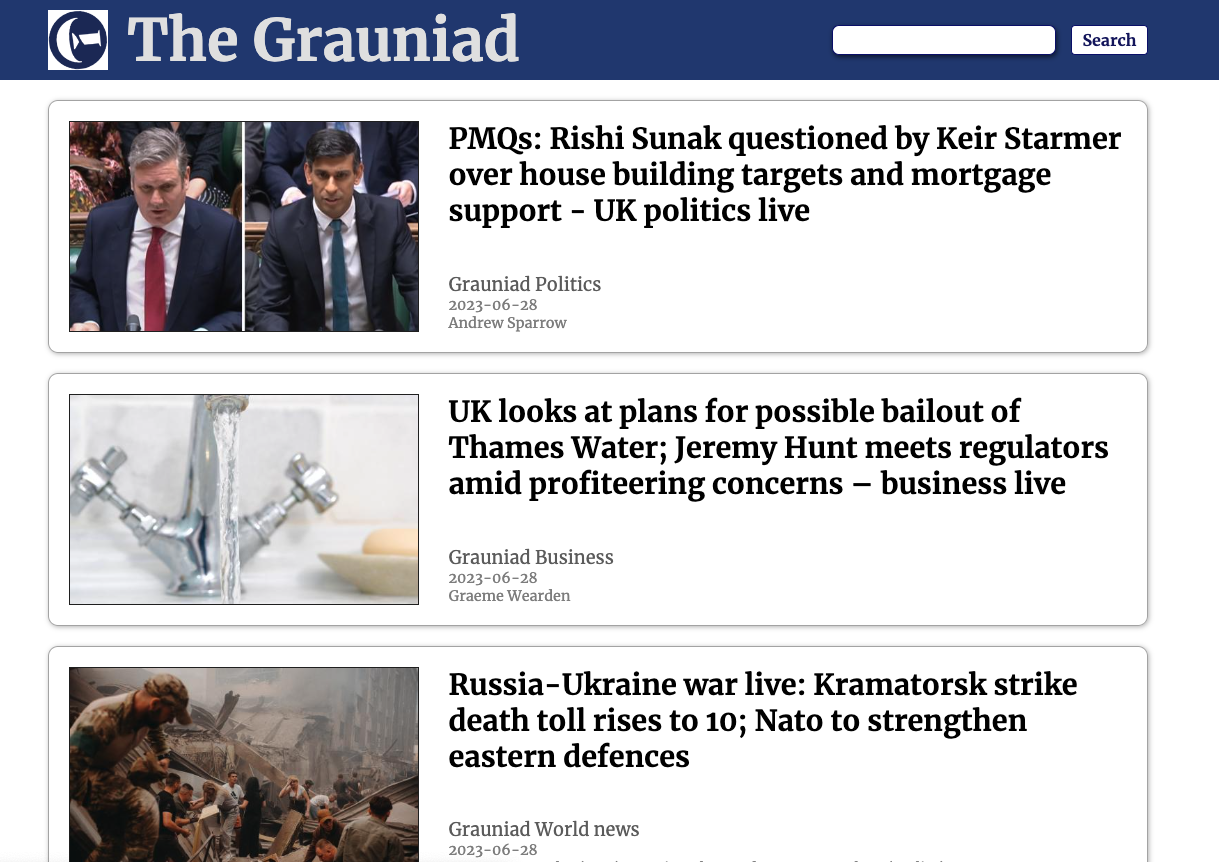 The Grauniad
Search
PMQs: Rishi Sunak questioned by Keir Starmer
over house building targets and mortgage
support - UK politics live
Grauniad Politics
2023-06-28
Andrew Sparrow
UK looks at plans for possible bailout of
Thames Water; Jeremy Hunt meets regulators
amid profiteering concerns – business live
Grauniad Business
2023-06-28
Graeme Wearden
Russia-Ukraine war live: Kramatorsk strike
death toll rises to 10; Nato to strengthen
eastern defences
Grauniad World news
2023-06-28